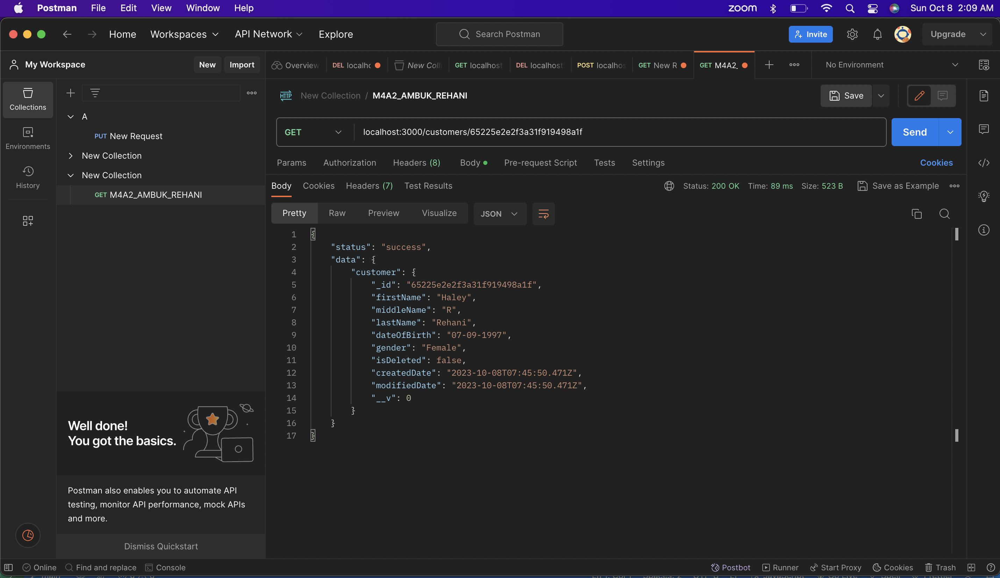 Postman File Edit View Window Help zoom Sun Oct 8 2:09 AM
Home Workspaces API Network Explore Search Postman Invite Upgrade
My Workspace New Import Overview DEL localhc New Colle GET localhost DEL localhost POST localhos GET New R GET M4A2_ No Environment
Collections
Environments
History
A
PUT New Request
New Collection
New Collection
GET M4A2_AMBUK_REHANI
Well done!
You got the basics.
Postman also enables you to automate API
testing, monitor API performance, mock APIs
and more.
Dismiss Quickstart
HTTP New Collection / M4A2_AMBUK_REHANI Save
GET localhost:3000/customers/65225e2e2f3a31f919498a1f Send
Params Authorization Headers (8) Body Pre-request Script Tests Settings Cookies
Body Cookies Headers (7) Test Results Status: 200 OK Time: 89 ms Size: 523 B Save as Example
Pretty Raw Preview Visualize JSON
1 {
2 "status": "success",
3 "data": {
4 "customer": {
5 "_id": "65225e2e2f3a31f919498a1f",
6 "firstName": "Haley",
7 "middleName": "R",
8 "lastName": "Rehani",
9 "dateOfBirth": "07-09-1997",
10 "gender": "Female",
11 "isDeleted": false,
12 "createdDate": "2023-10-08T07:45:50.471Z",
13 "modifiedDate": "2023-10-08T07:45:50.471Z",
14 "__v": 0
15 }
16 }
17 }
Online Find and replace Console Postbot Runner Start Proxy Cookies Trash